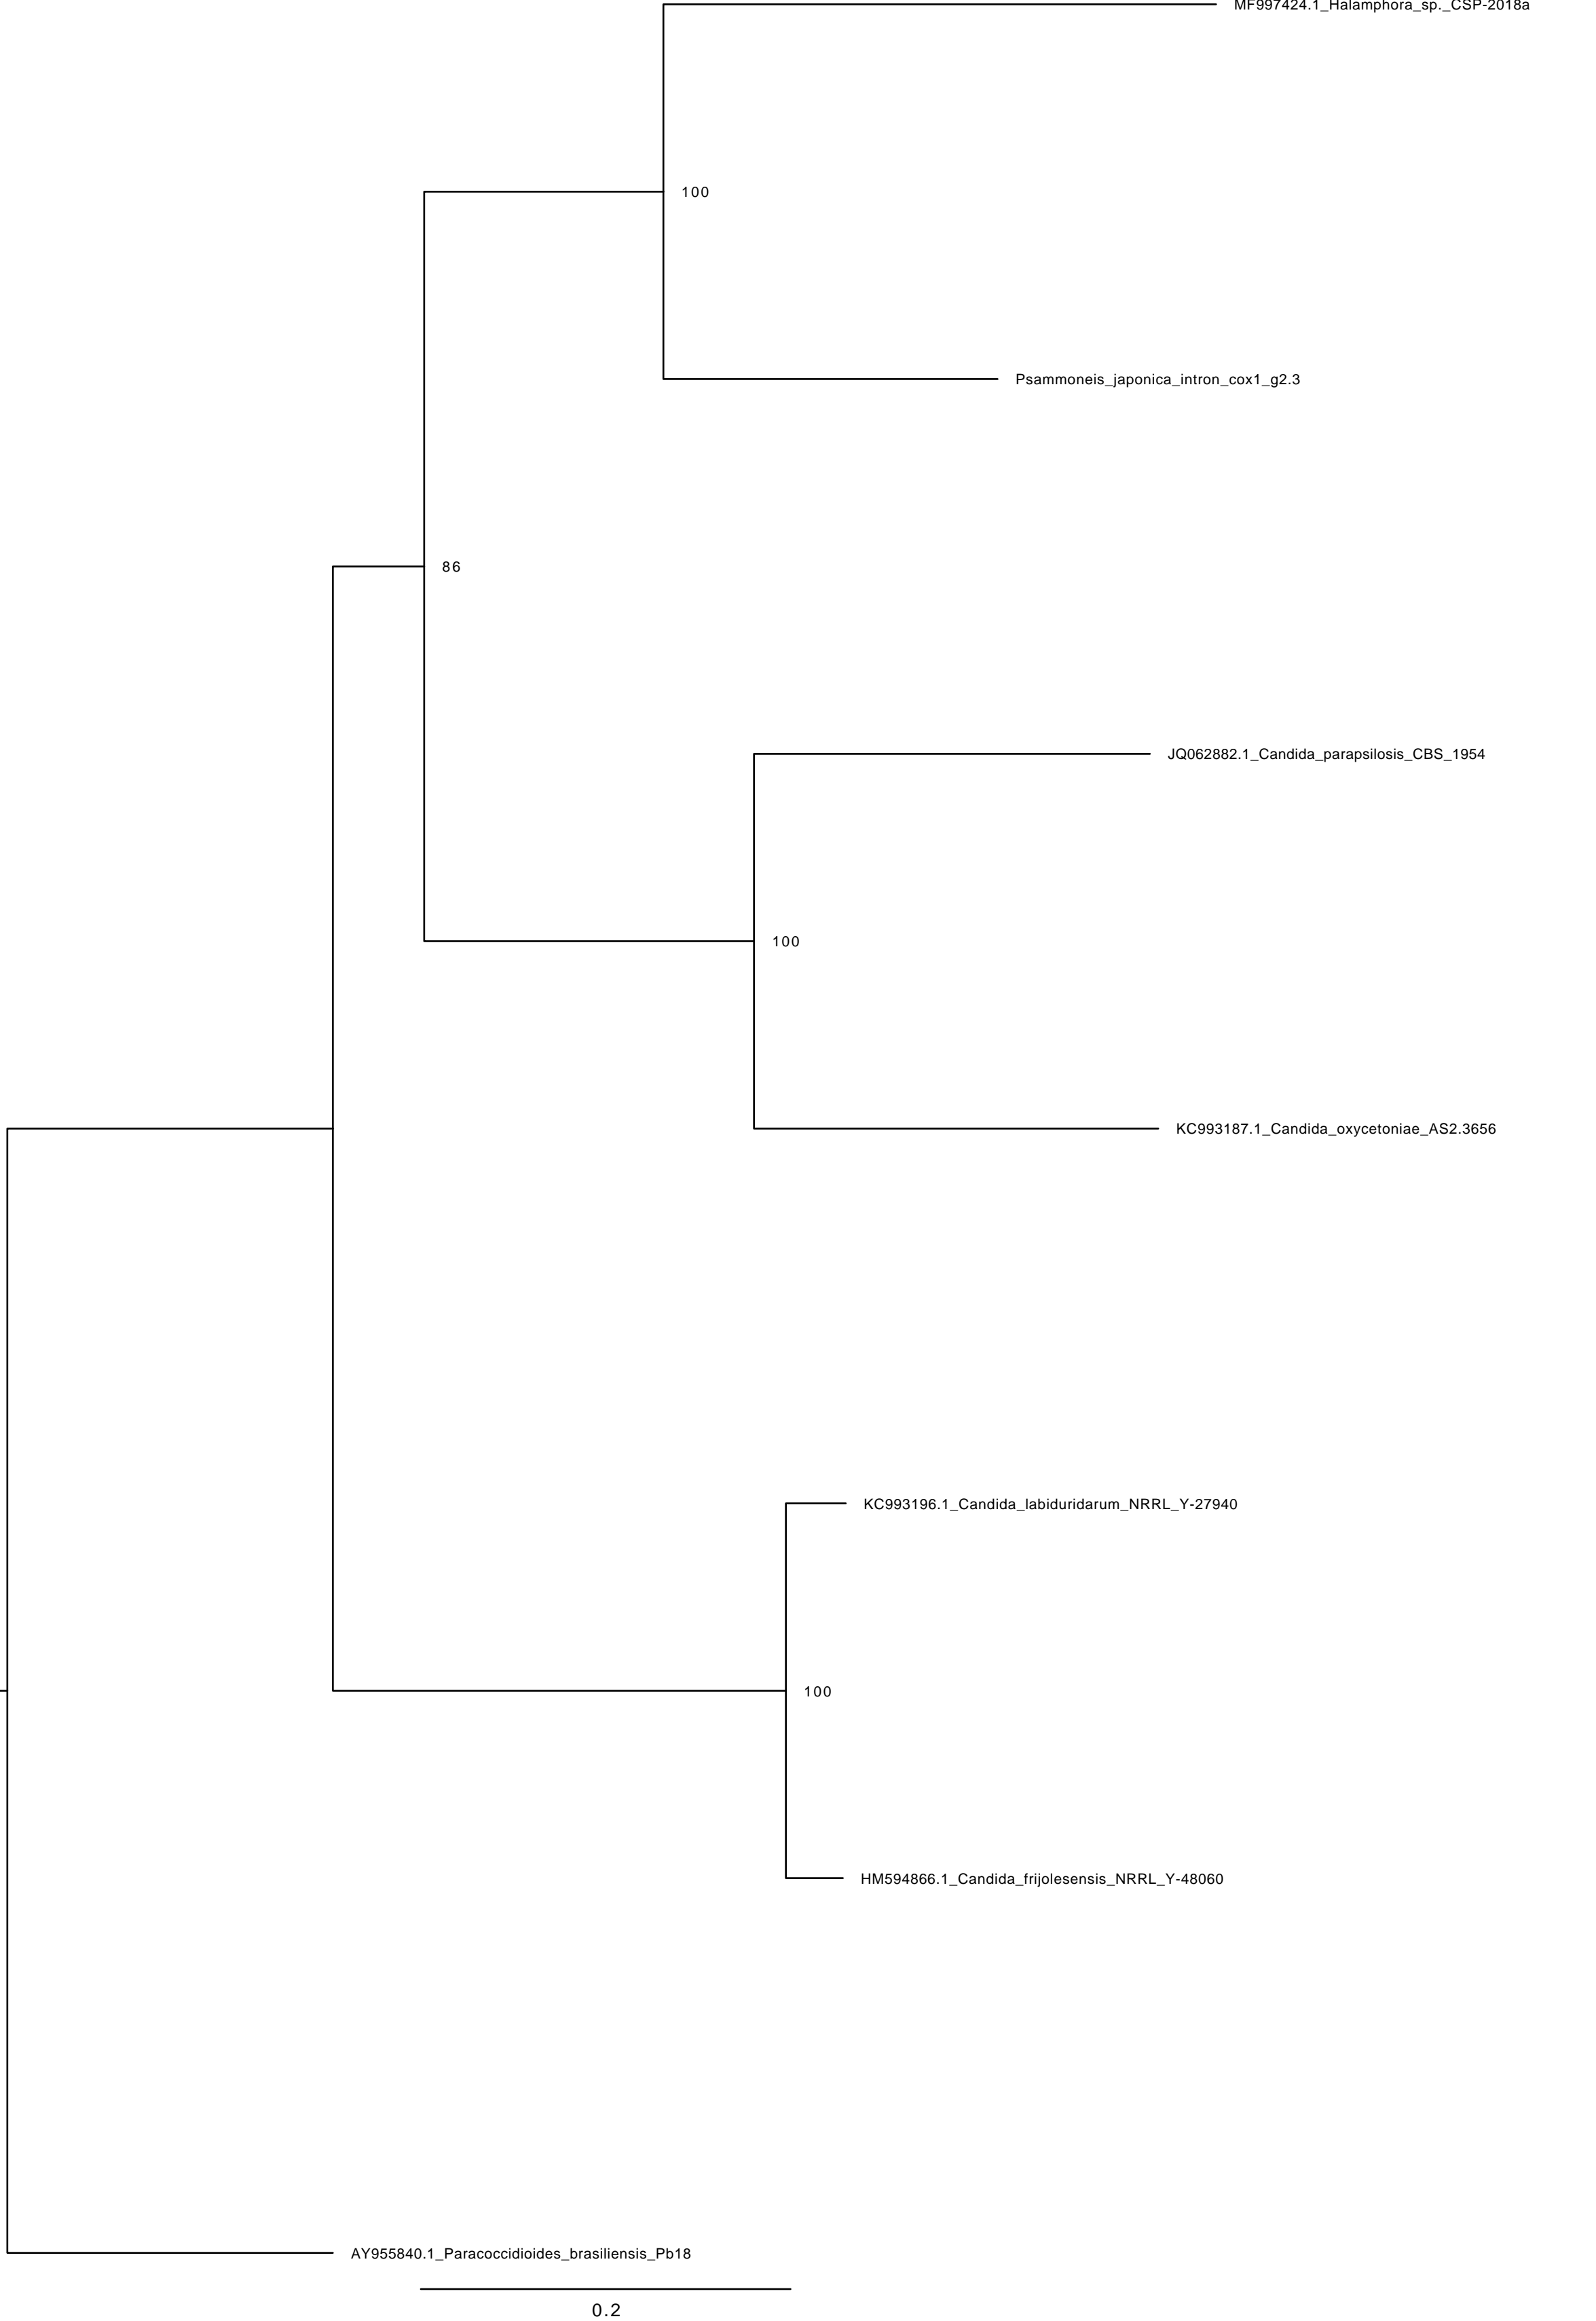 MF997424.1_Halamphora_sp._CSP-2018a
100
Psammoneis_japonica_intron_cox1_g2.3
86
JQ062882.1_Candida_parapsilosis_CBS_1954
100
KC993187.1_Candida_oxycetoniae_AS2.3656
KC993196.1_Candida_labiduridarum_NRRL_Y-27940
100
HM594866.1_Candida_frijolesensis_NRRL_Y-48060
AY955840.1_Paracoccidioides_brasiliensis_Pb18
0.2